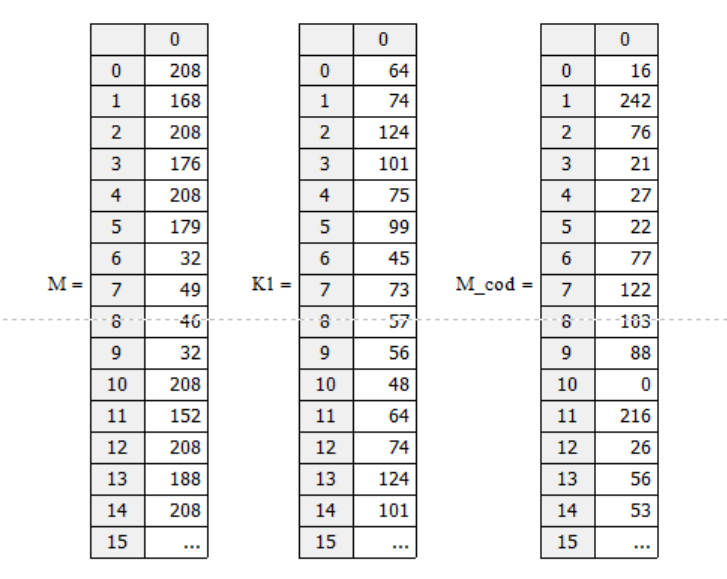 0 0 0
0 208 0 64 0 16
1 168 1 74 1 242
2 208 2 124 2 76
3 176 3 101 3 21
4 208 4 75 4 27
5 179 5 99 5 22
6 32 6 45 6 77
M = 7 49 K1 = 7 73 M_cod = 7 122
8 46 8 57 8 103
9 32 9 56 9 88
10 208 10 48 10 0
11 152 11 64 11 216
12 208 12 74 12 26
13 188 13 124 13 56
14 208 14 101 14 53
15 ... 15 ... 15 ...